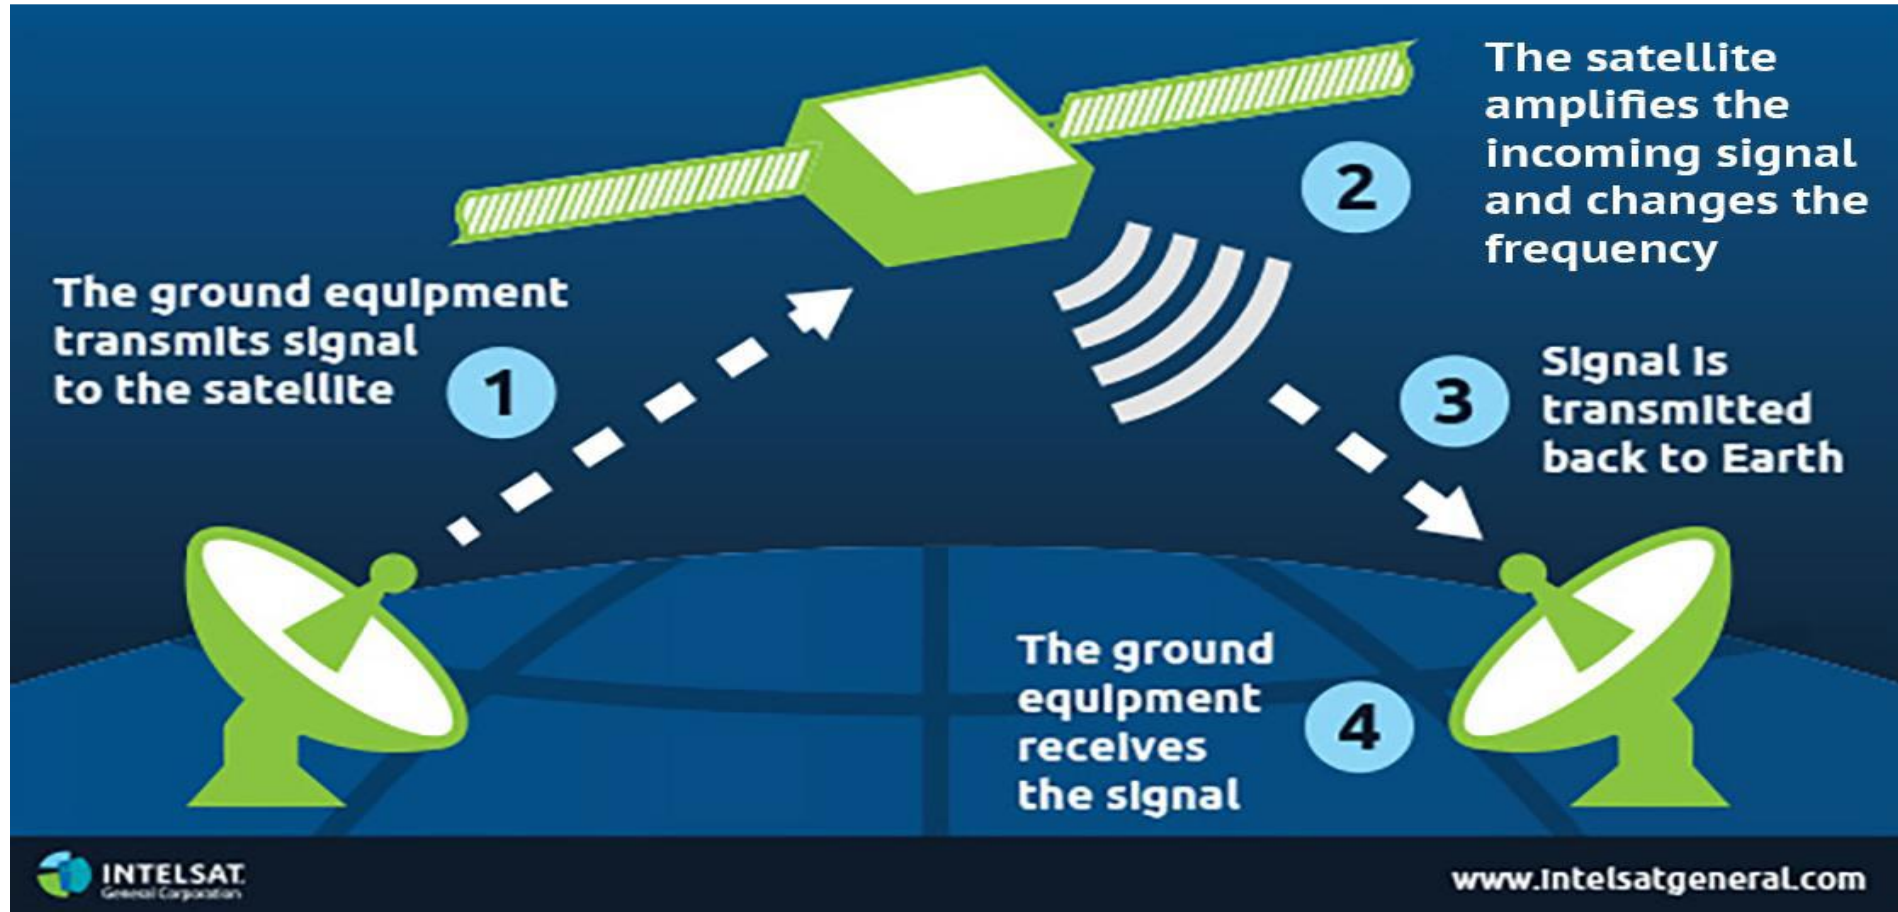 The ground equipment
transmits signal
to the satellite
1
2
The satellite
amplifies the
incoming signal
and changes the
frequency
3
Signal is
transmitted
back to Earth
The ground
equipment
receives
the signal
4
INTELSAT.
General Corporation
www.intelsatgeneral.com